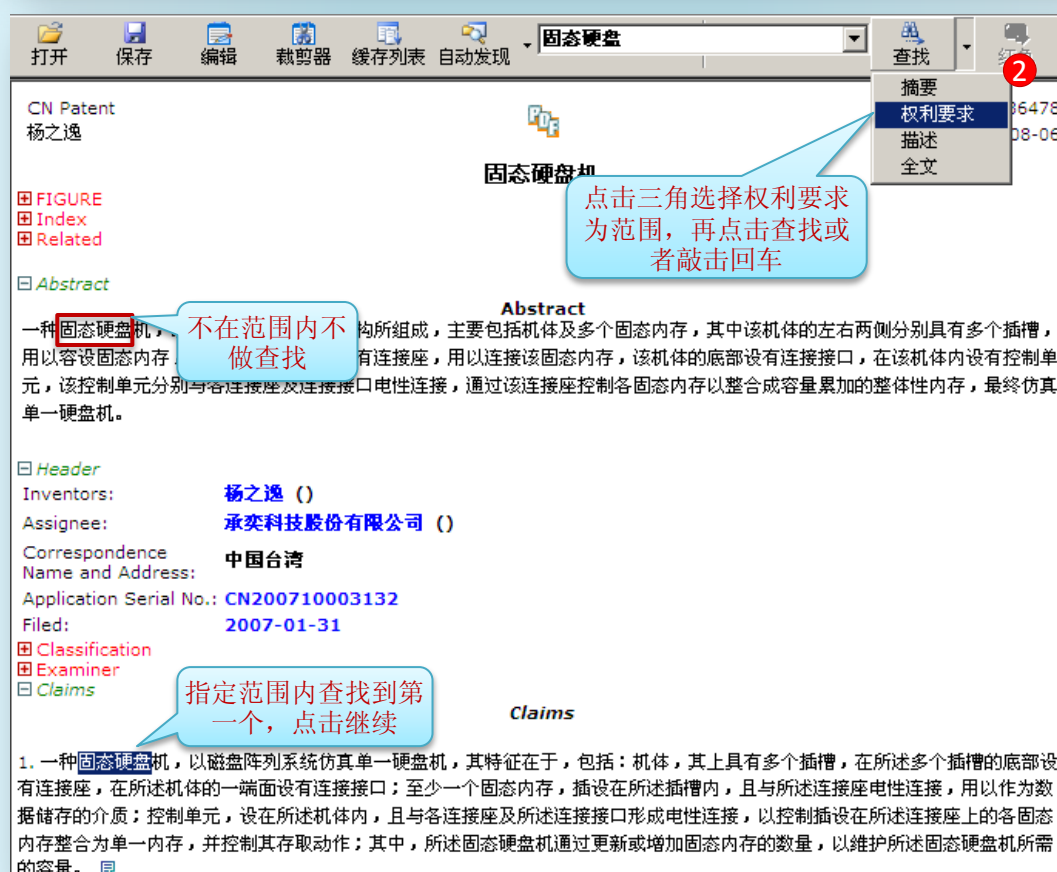 打开 保存 编辑 裁剪器 缓存列表 自动发现 固态硬盘 查找
2
摘要
权利要求
描述
全文
CN Patent
杨之逸
36478
08-06
固态硬盘机
点击三角选择权利要求
为范围，再点击查找或
者敲击回车
FIGURE
Index
Related
Abstract
Abstract
不在范围内不
做查找
一种固态硬盘机，构所组成，主要包括机体及多个固态内存，其中该机体的左右两侧分别具有多个插槽，
用以容设固态内存有连接座，用以连接该固态内存，该机体的底部设有连接接口，在该机体内设有控制单
元，该控制单元分别与各连接座及连接接口电性连接，通过该连接座控制各固态内存以整合成容量累加的整体性内存，最终仿真
单一硬盘机。
Header
Inventors: 杨之逸 ()
Assignee: 承奕科技股份有限公司 ()
Correspondence
Name and Address: 中国台湾
Application Serial No.: CN200710003132
Filed: 2007-01-31
Classification
Examiner
Claims
指定范围内查找到第
一个，点击继续
Claims
1. 一种固态硬盘机，以磁盘阵列系统仿真单一硬盘机，其特征在于，包括：机体，其上具有多个插槽，在所述多个插槽的底部设
有连接座，在所述机体的一端面设有连接接口；至少一个固态内存，插设在所述插槽内，且与所述连接座电性连接，用以作为数
据储存的介质；控制单元，设在所述机体内，且与各连接座及所述连接接口形成电性连接，以控制插设在所述连接座上的各固态
内存整合为单一内存，并控制其存取动作；其中，所述固态硬盘机通过更新或增加固态内存的数量，以维护所述固态硬盘机所需
的容量。